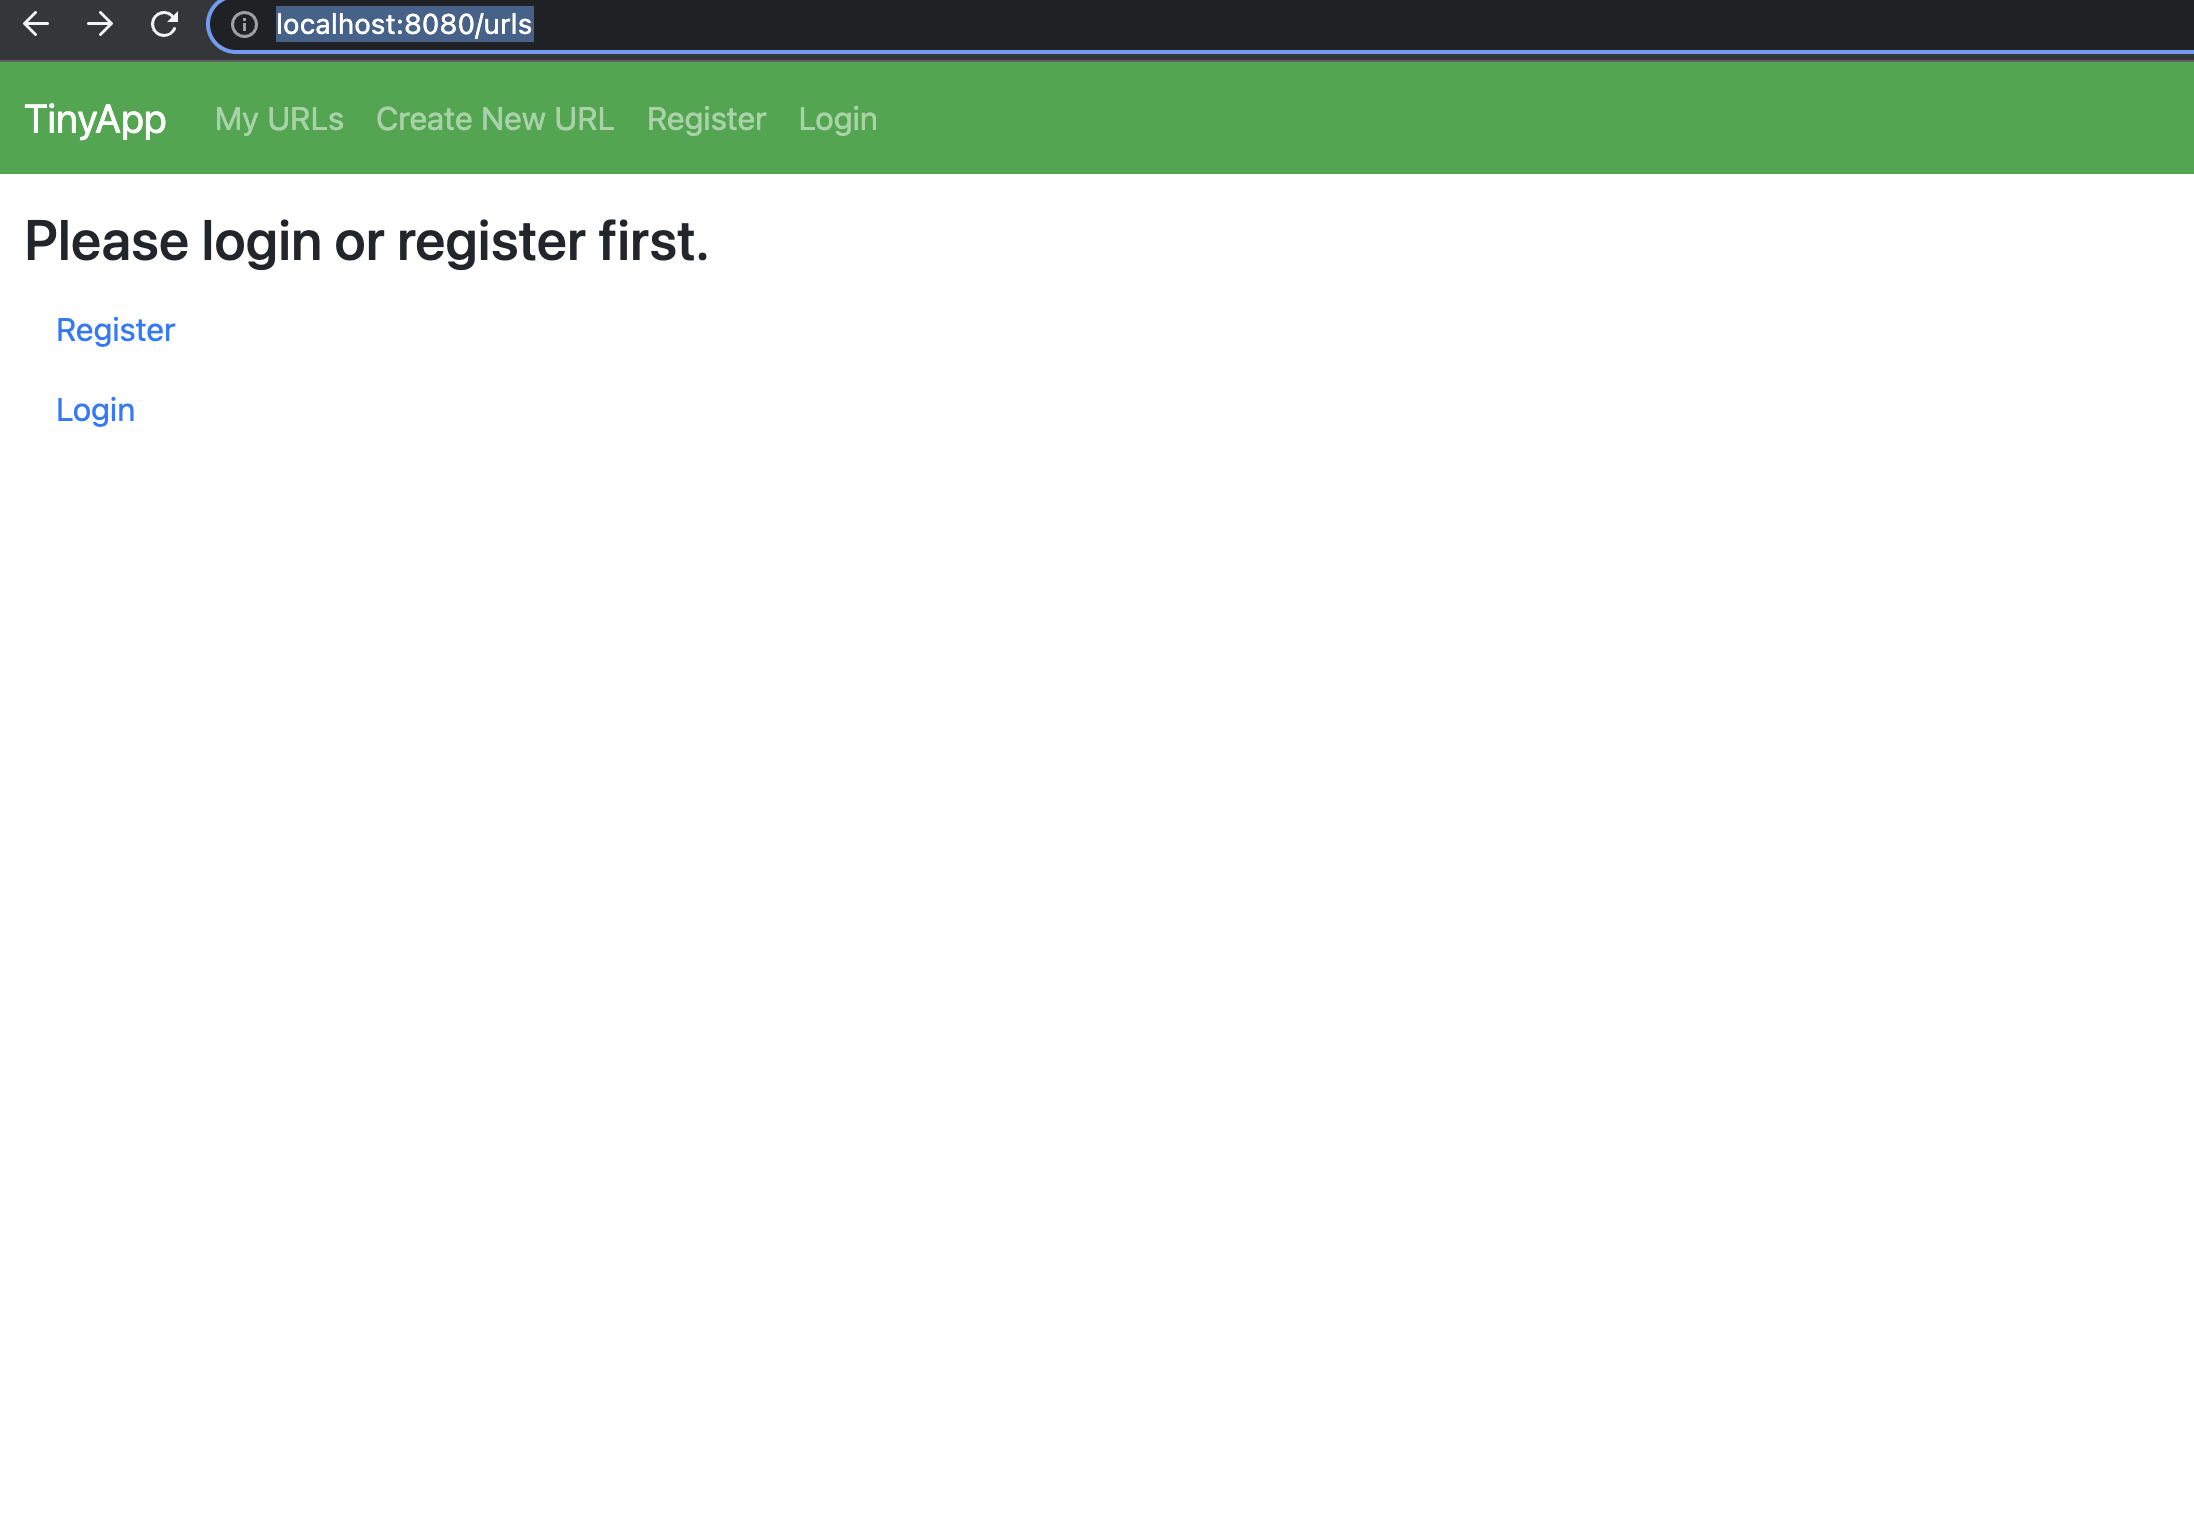 localhost:8080/urls
TinyApp My URLs Create New URL Register Login
Please login or register first.
Register
Login